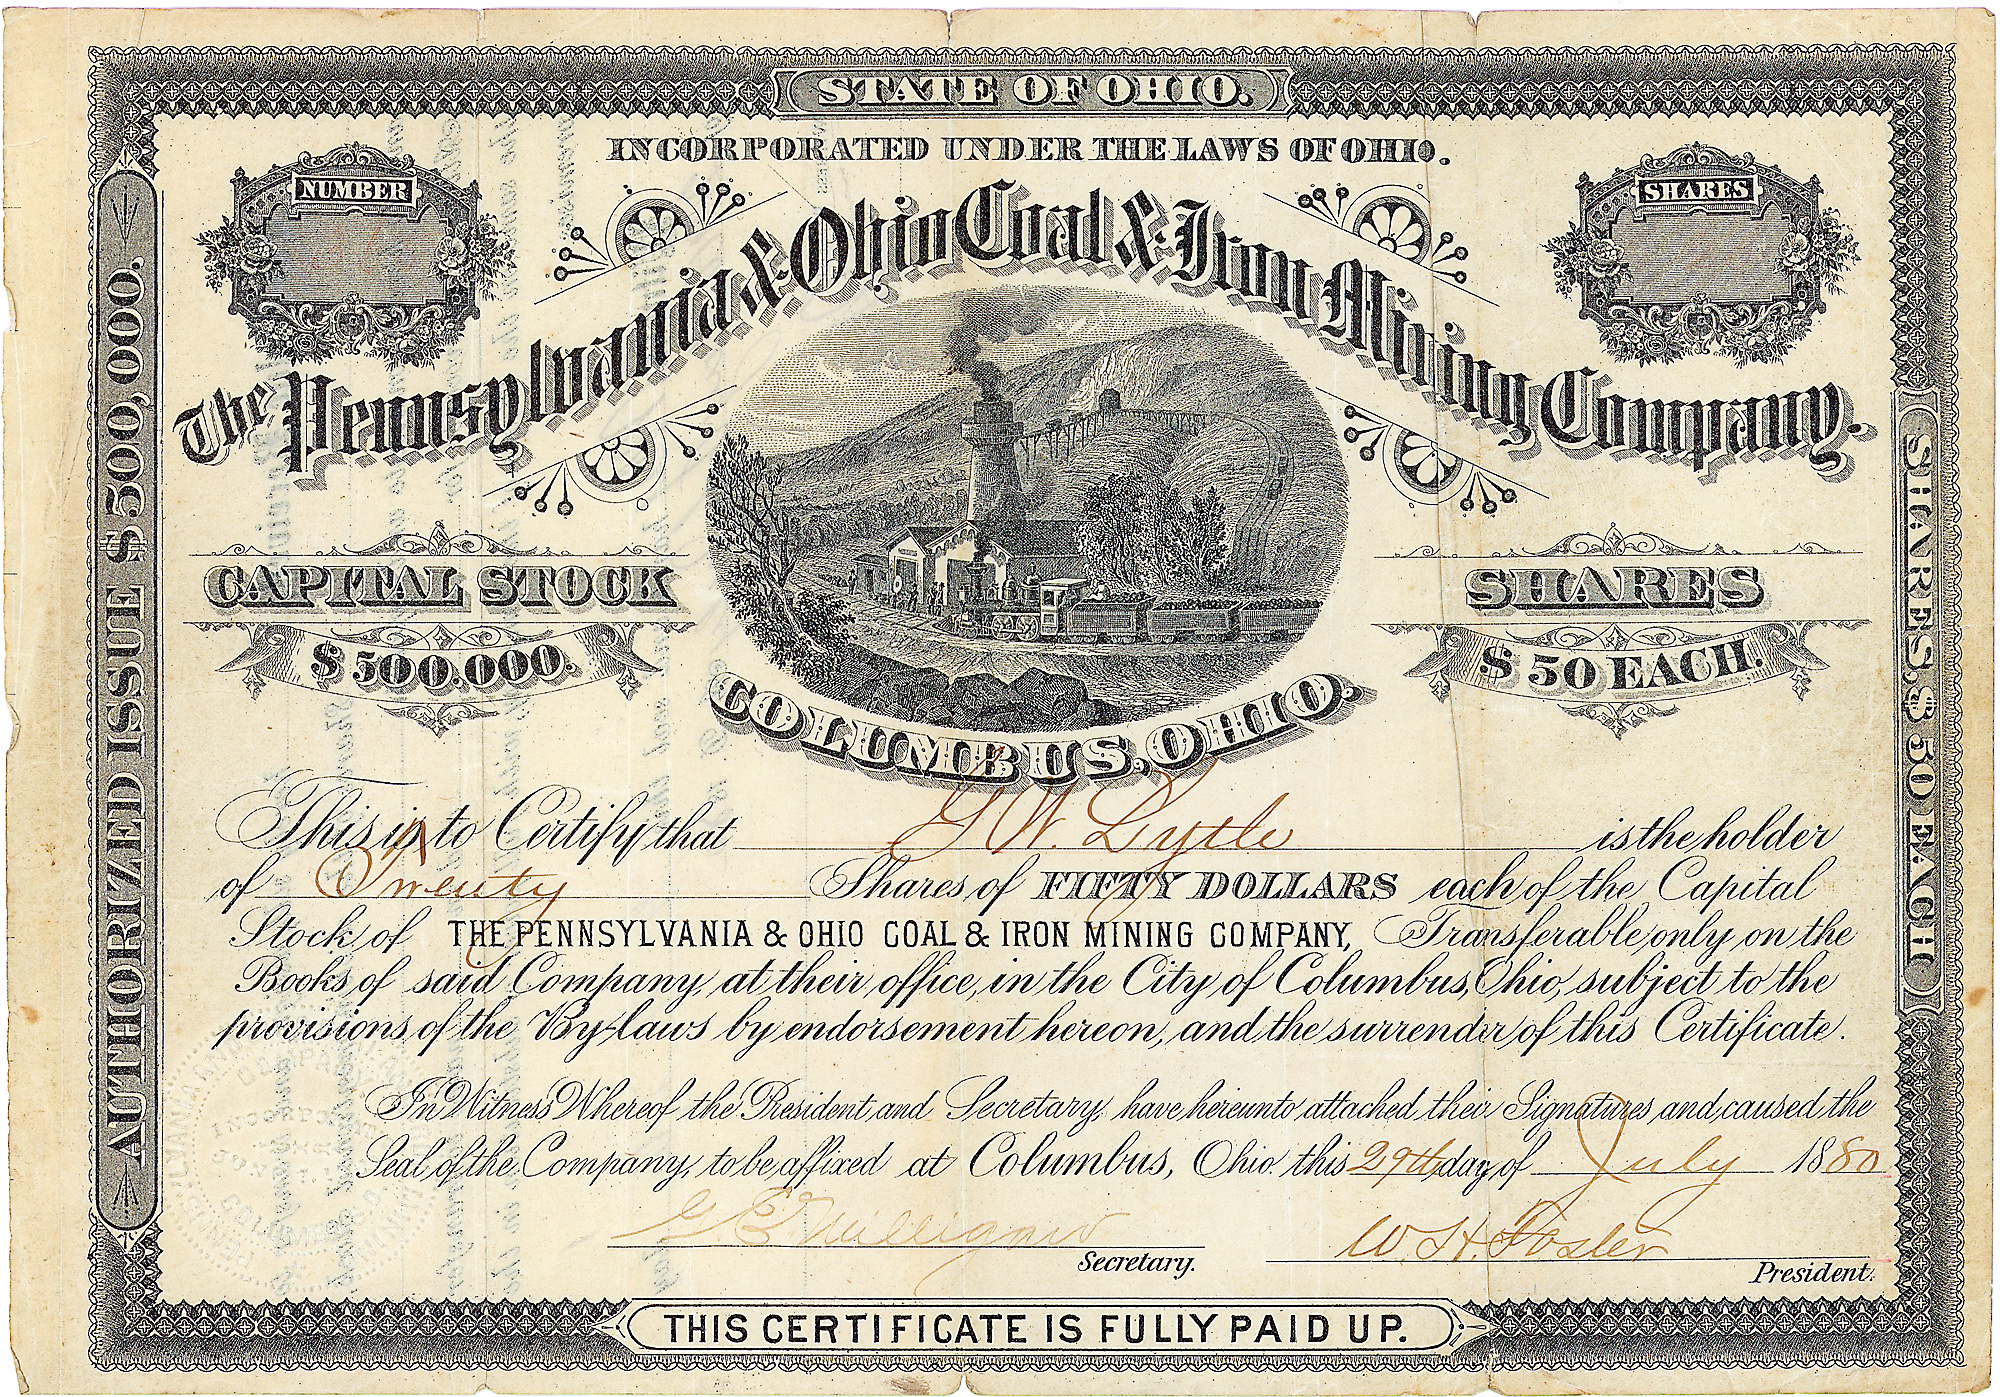 STATE OF OHIO.
INCORPORATED UNDER THE LAWS OF OHIO.
NUMBER
SHARES
The Pennsylvania & Ohio Coal & Iron Mining Company.
AUTHORIZED ISSUE $500,000.
SHARES, $50 EACH
CAPITAL STOCK
$500.000.
SHARES
$50 EACH.
COLUMBUS, OHIO.
This is to Certify that G W. Lytle is the holder
of Twenty Shares of FIFTY DOLLARS each of the Capital
Stock of THE PENNSYLVANIA & OHIO COAL & IRON MINING COMPANY, Transferable only on the
Books of said Company, at their office, in the City of Columbus, Ohio, subject to the
provisions of the By-laws by endorsement hereon, and the surrender of this Certificate.
In Witness Whereof the President and Secretary, have hereunto attached their Signatures and caused the
Seal of the Company, to be affixed at Columbus, Ohio this 29th day of July 1880
W. H. Foster
Secretary.
President.
THIS CERTIFICATE IS FULLY PAID UP.